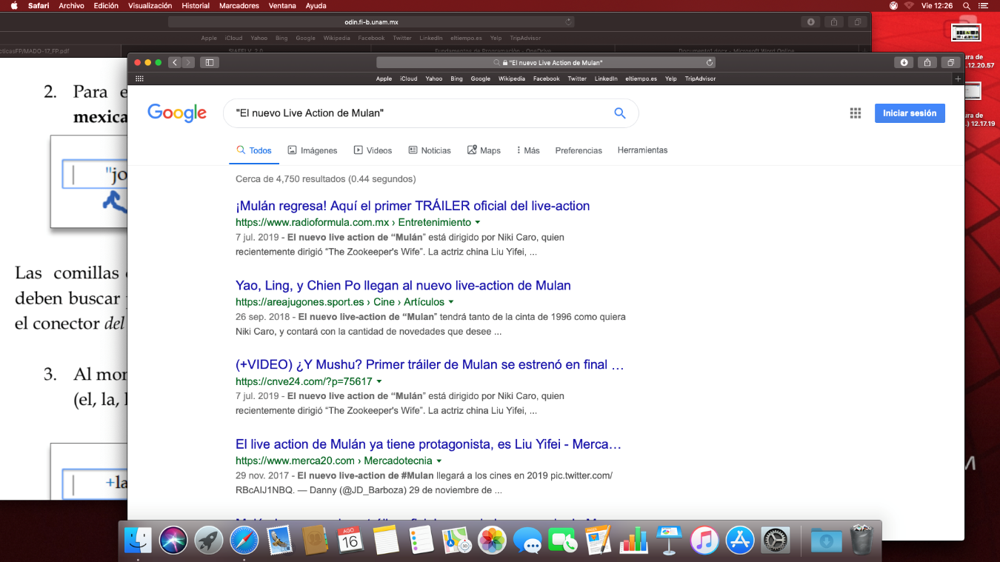 Safari Archivo Edición Visualización Historial Marcadores Ventana Ayuda Vie 12:26
odin.fi-b.unam.mx
Apple iCloud Yahoo Bing Google Wikipedia Facebook Twitter LinkedIn eltiempo.es Yelp TripAdvisor
cticasFP/MADO-17_FP.pdf SIAFELV 2.0 Fundamentos de Programación - OneDrive Documento1.docx - Microsoft Word Online
"El nuevo Live Action de Mulan"
Apple iCloud Yahoo Bing Google Wikipedia Facebook Twitter LinkedIn eltiempo.es Yelp TripAdvisor
ura de
.12.20.57
ura de
.) 12.17.19
2. Para e
mexica
"jo
Las comillas
deben buscar
el conector del
3. Al mor
(el, la,
+la
Google "El nuevo Live Action de Mulan" Iniciar sesión
Todos Imágenes Videos Noticias Maps Más Preferencias Herramientas
Cerca de 4,750 resultados (0.44 segundos)
¡Mulán regresa! Aquí el primer TRÁILER oficial del live-action
https://www.radioformula.com.mx › Entretenimiento
7 jul. 2019 - El nuevo live action de “Mulán” está dirigido por Niki Caro, quien
recientemente dirigió “The Zookeeper's Wife”. La actriz china Liu Yifei, ...
Yao, Ling, y Chien Po llegan al nuevo live-action de Mulan
https://areajugones.sport.es › Cine › Artículos
26 sep. 2018 - El nuevo live-action de “Mulan” tendrá tanto de la cinta de 1996 como quiera
Niki Caro, y contará con la cantidad de novedades que desee ...
(+VIDEO) ¿Y Mushu? Primer tráiler de Mulan se estrenó en final …
https://cnve24.com/?p=75617
7 jul. 2019 - El nuevo live action de “Mulán” está dirigido por Niki Caro, quien
recientemente dirigió “The Zookeeper's Wife”. La actriz china Liu Yifei, ...
El live action de Mulán ya tiene protagonista, es Liu Yifei - Merca…
https://www.merca20.com › Mercadotecnia
29 nov. 2017 - El nuevo live-action de #Mulan llegará a los cines en 2019 pic.twitter.com/
RBcAIJ1NBQ. — Danny (@JD_Barboza) 29 de noviembre de ...
AGO
16